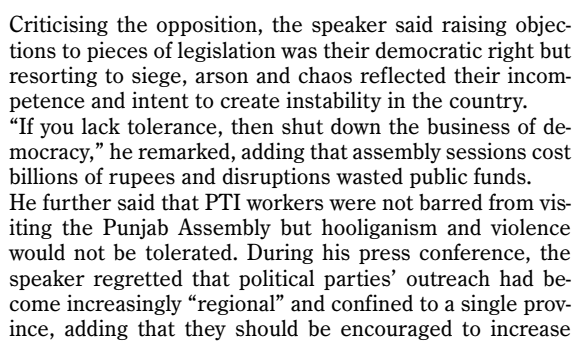 Criticising the opposition, the speaker said raising objec-
tions to pieces of legislation was their democratic right but
resorting to siege, arson and chaos reflected their incom-
petence and intent to create instability in the country.
“If you lack tolerance, then shut down the business of de-
mocracy,” he remarked, adding that assembly sessions cost
billions of rupees and disruptions wasted public funds.
He further said that PTI workers were not barred from vis-
iting the Punjab Assembly but hooliganism and violence
would not be tolerated. During his press conference, the
speaker regretted that political parties’ outreach had be-
come increasingly “regional” and confined to a single prov-
ince, adding that they should be encouraged to increase